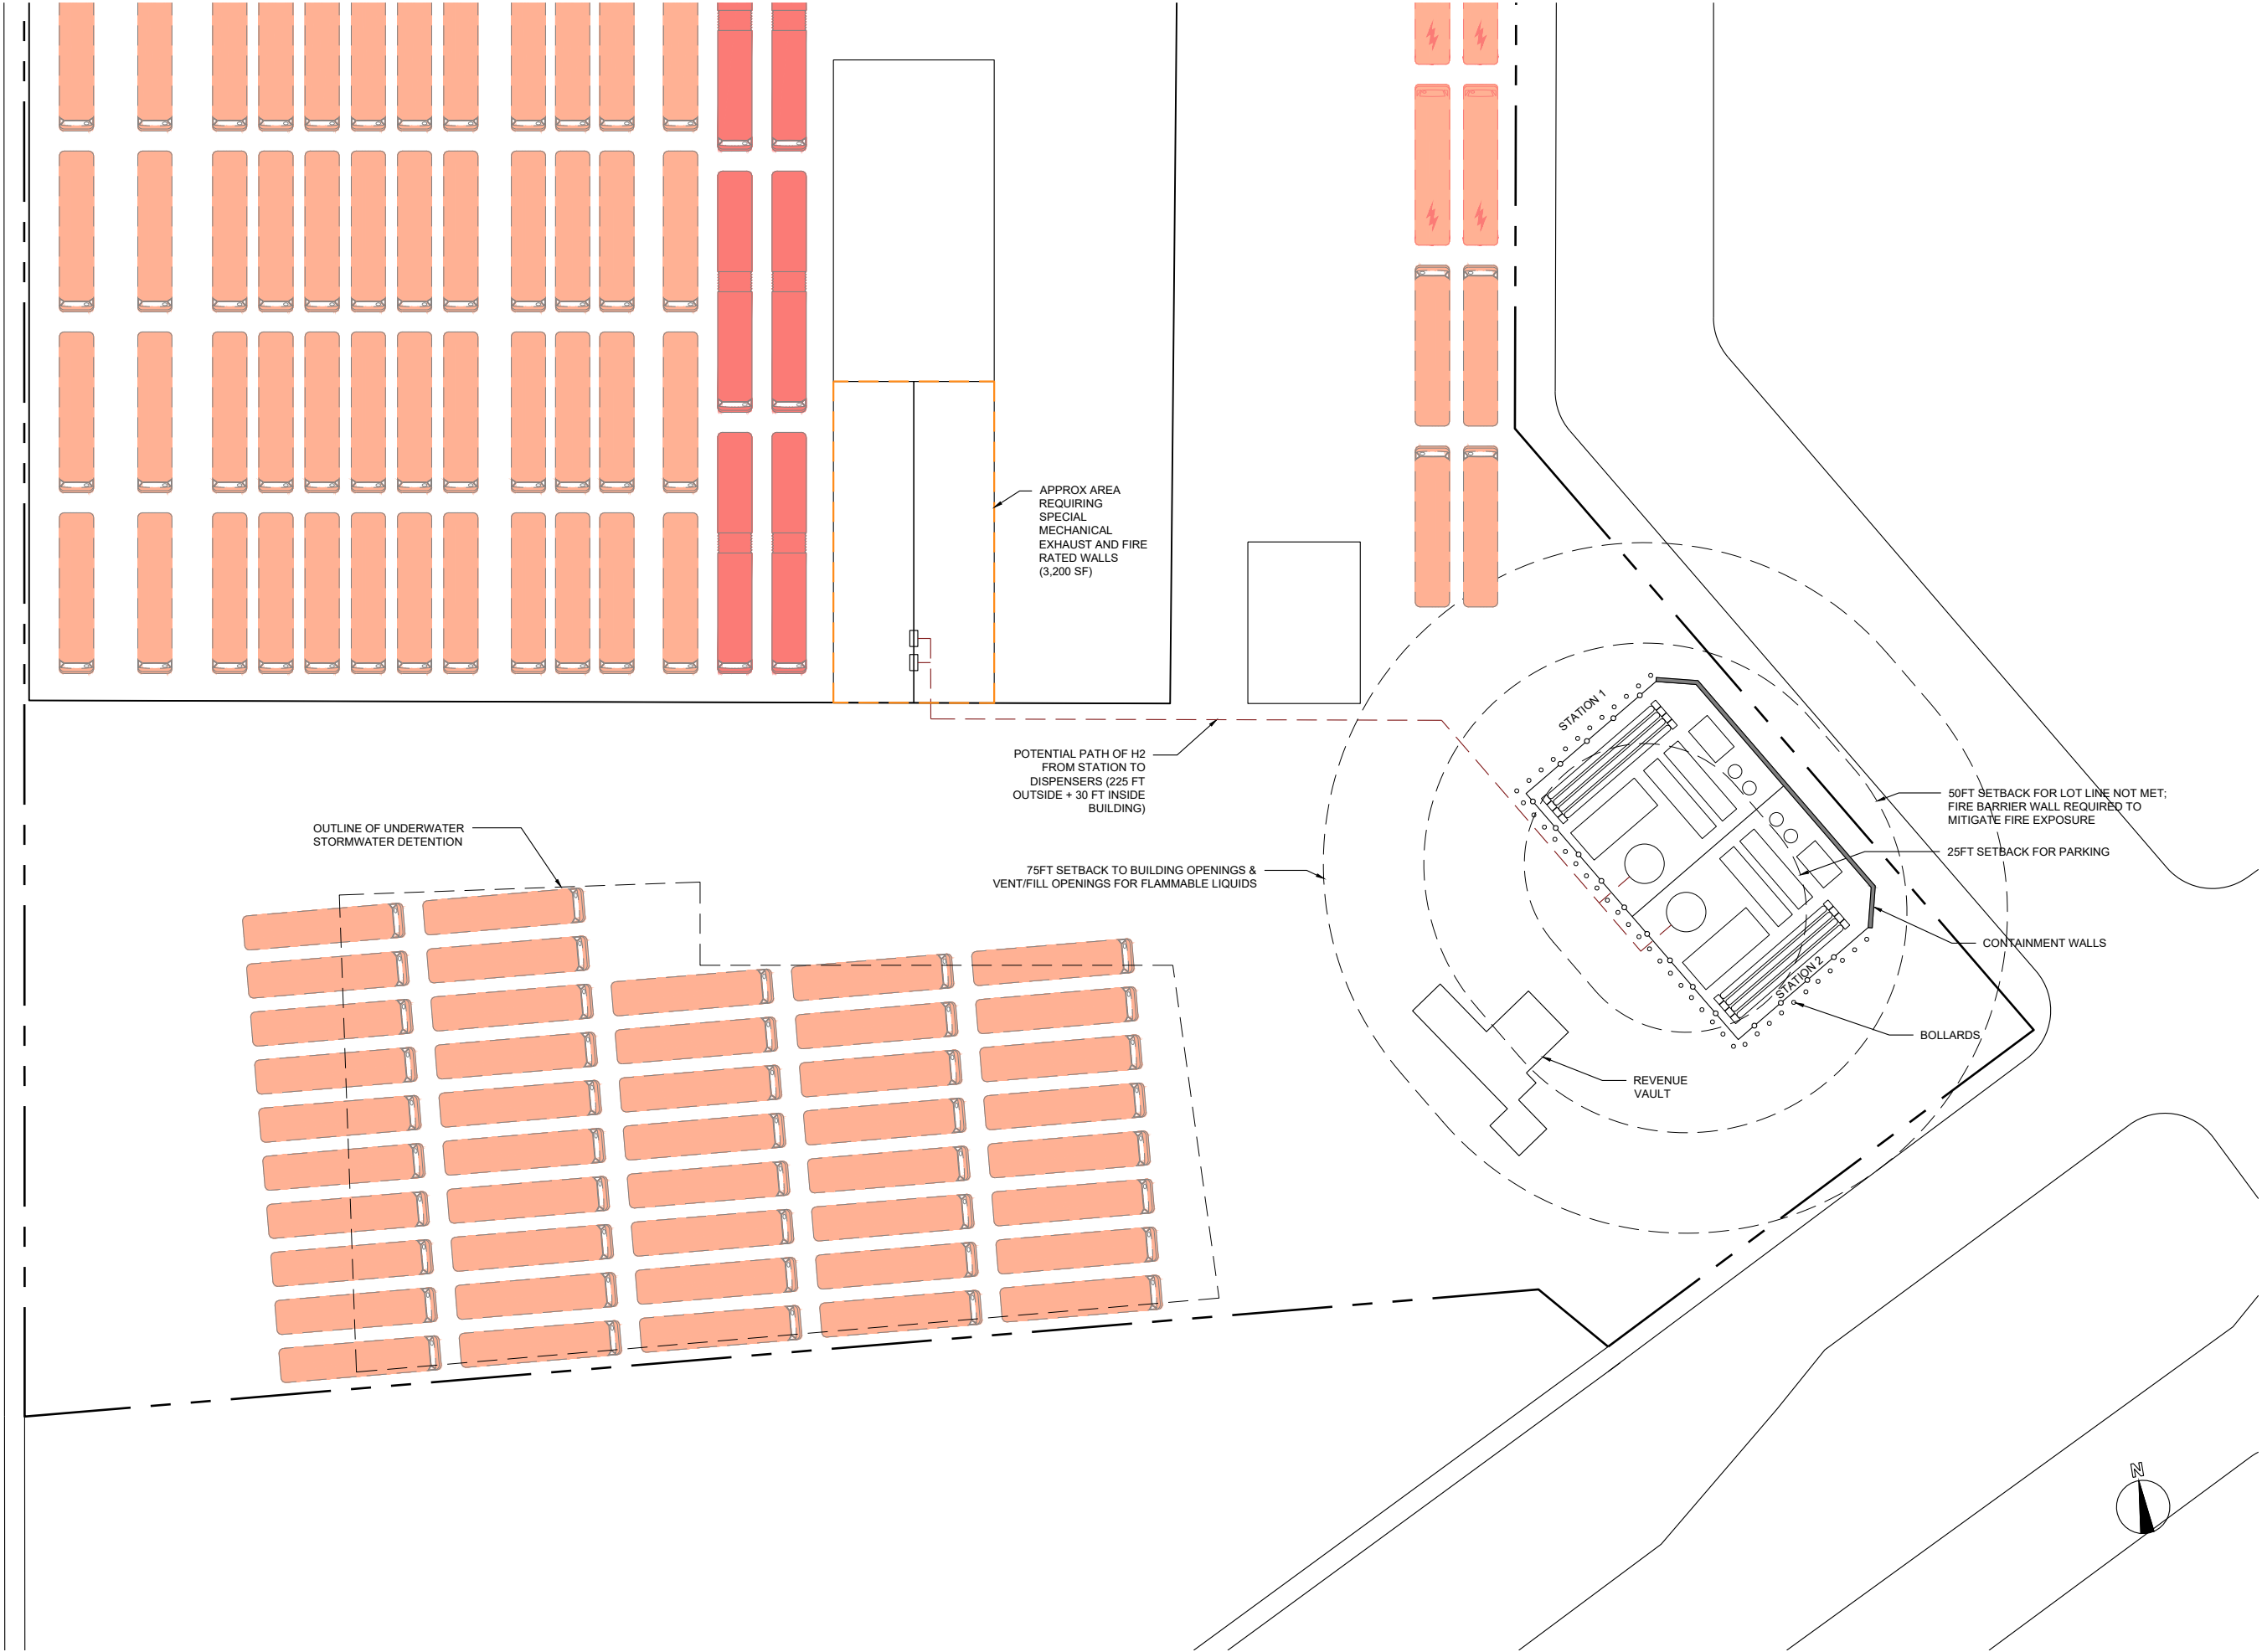 APPROX AREA
REQUIRING
SPECIAL
MECHANICAL
EXHAUST AND FIRE
RATED WALLS
(3,200 SF)
STATION 1
POTENTIAL PATH OF H2
FROM STATION TO
DISPENSERS (225 FT
OUTSIDE + 30 FT INSIDE
BUILDING)
50FT SETBACK FOR LOT LINE NOT MET;
FIRE BARRIER WALL REQUIRED TO
MITIGATE FIRE EXPOSURE
OUTLINE OF UNDERWATER
STORMWATER DETENTION
25FT SETBACK FOR PARKING
75FT SETBACK TO BUILDING OPENINGS &
VENT/FILL OPENINGS FOR FLAMMABLE LIQUIDS
CONTAINMENT WALLS
STATION 2
BOLLARDS
REVENUE
VAULT
N